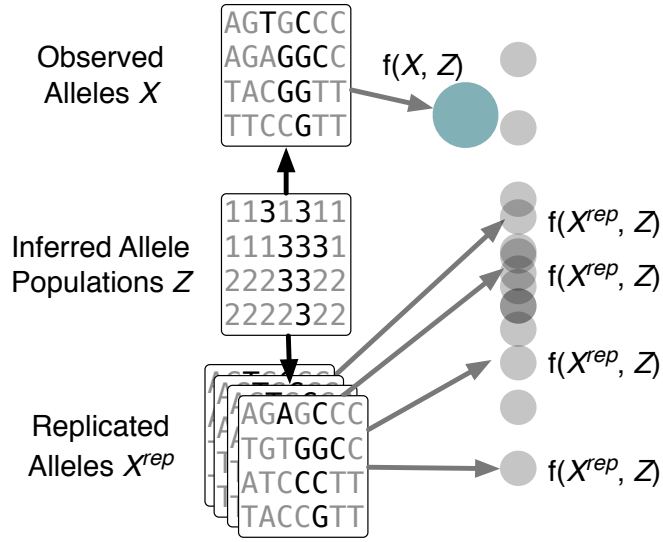 Observed
Alleles X
AGTGCCC
AGAGGCC
TACGGTT
TTCCGTT
f(X, Z)
Inferred Allele
Populations Z
1131311
1113331
2223322
2222322
f(X^rep, Z)
f(X^rep, Z)
f(X^rep, Z)
f(X^rep, Z)
Replicated
Alleles X^rep
AGAGCCC
TGTGGCC
ATCCCTT
TACCGTT